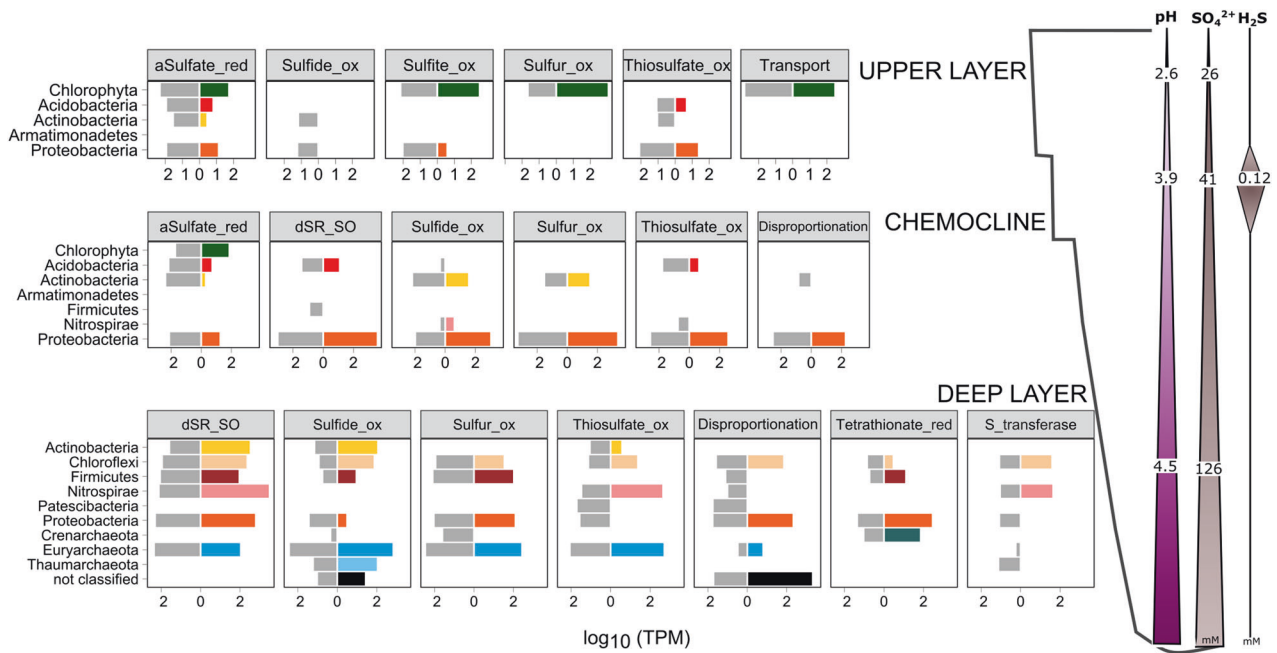 pH SO₄²⁺ H₂S
UPPER LAYER
aSulfate_red Sulfide_ox Sulfite_ox Sulfur_ox Thiosulfate_ox Transport
Chlorophyta
Acidobacteria
Actinobacteria
Armatimonadetes
Proteobacteria
2 1 0 1 2 2 1 0 1 2 2 1 0 1 2 2 1 0 1 2 2 1 0 1 2 2 1 0 1 2
2.6 26
3.9 41 0.12
CHEMOCLINE
aSulfate_red dSR_SO Sulfide_ox Sulfur_ox Thiosulfate_ox Disproportionation
Chlorophyta
Acidobacteria
Actinobacteria
Armatimonadetes
Firmicutes
Nitrospirae
Proteobacteria
2 0 2 2 0 2 2 0 2 2 0 2 2 0 2 2 0 2
DEEP LAYER
dSR_SO Sulfide_ox Sulfur_ox Thiosulfate_ox Disproportionation Tetrathionate_red S_transferase
Actinobacteria
Chloroflexi
Firmicutes
Nitrospirae
Patescibacteria
Proteobacteria
Crenarchaeota
Euryarchaeota
Thaumarchaeota
not classified
2 0 2 2 0 2 2 0 2 2 0 2 2 0 2 2 0 2 2 0 2
4.5 126
mM mM
log₁₀ (TPM)